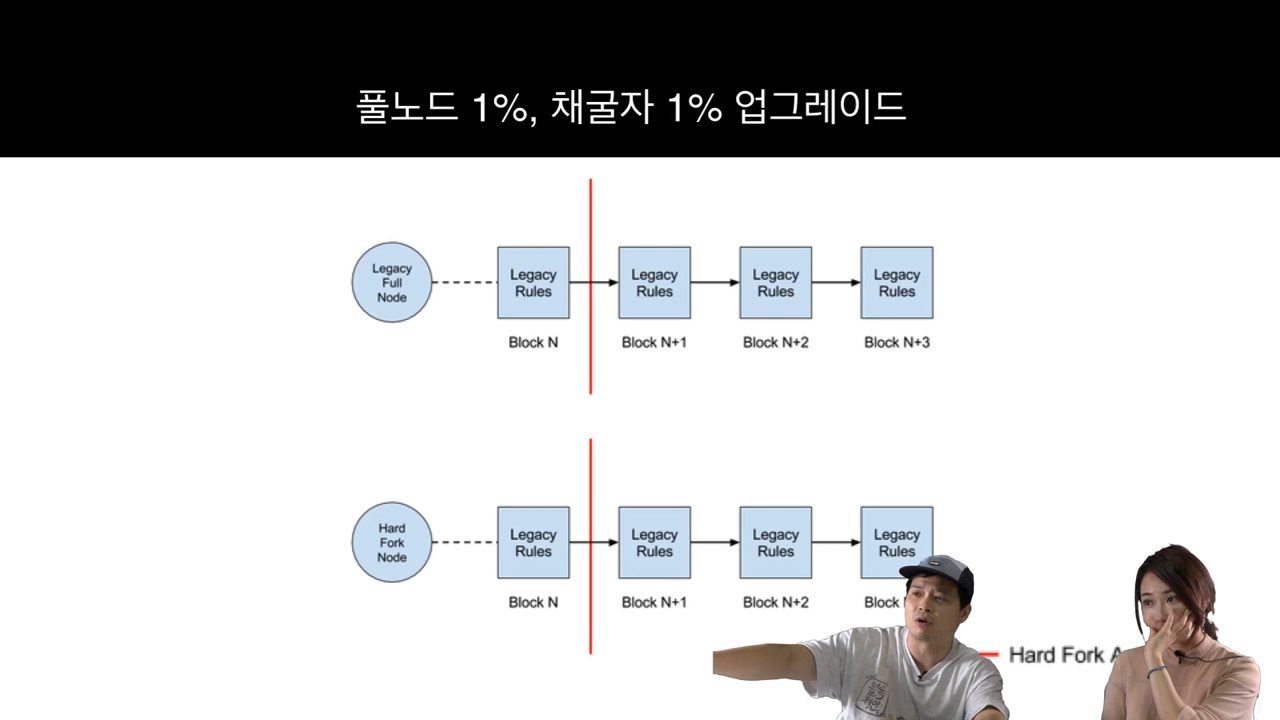 풀노드 1%, 채굴자 1% 업그레이드
Legacy
Full
Node
Legacy
Rules
Legacy
Rules
Legacy
Rules
Legacy
Rules
Block N
Block N+1
Block N+2
Block N+3
Hard
Fork
Node
Legacy
Rules
Legacy
Rules
Legacy
Rules
Legacy
Rules
Block N
Block N+1
Block N+2
Block
Hard Fork